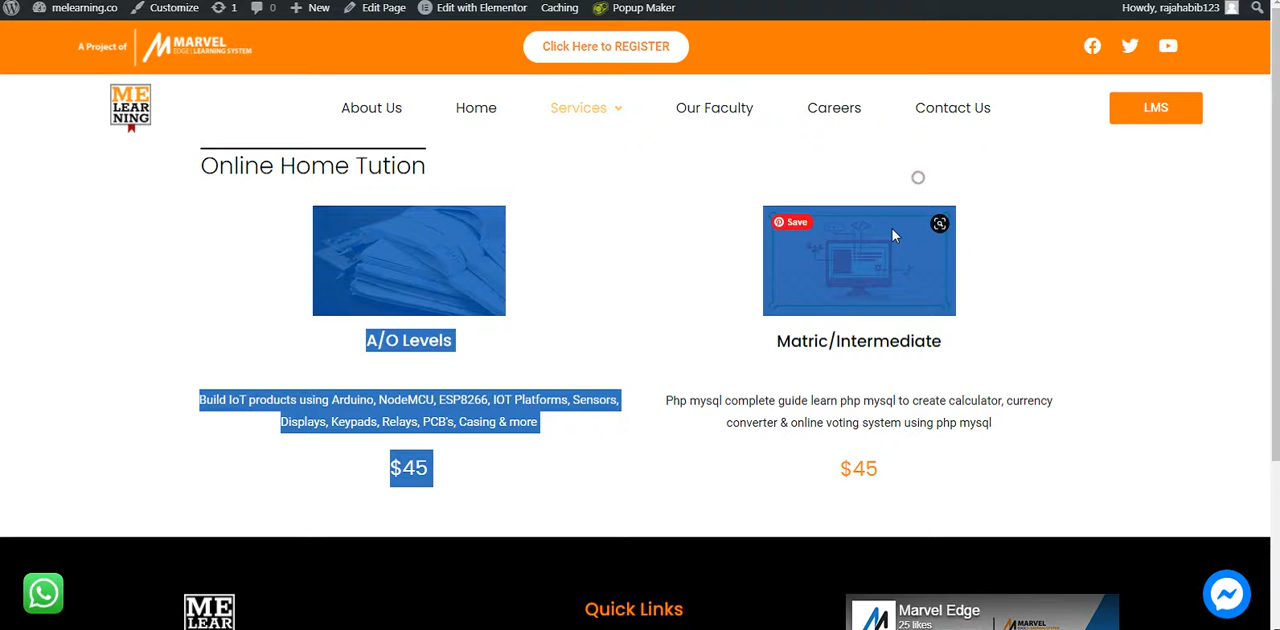 melearning.co Customize 1 0 New Edit Page Edit with Elementor Caching Popup Maker Howdy, rajahabib123
A Project of MARVEL
EDGE LEARNING SYSTEM
Click Here to REGISTER
ME
LEAR
NING
About Us Home Services Our Faculty Careers Contact Us LMS
Online Home Tution
Save
A/O Levels
Matric/Intermediate
Build IoT products using Arduino, NodeMCU, ESP8266, IOT Platforms, Sensors,
Displays, Keypads, Relays, PCB's, Casing & more
Php mysql complete guide learn php mysql to create calculator, currency
converter & online voting system using php mysql
$45
$45
ME
LEAR
Quick Links
Marvel Edge
25 likes
MARVEL